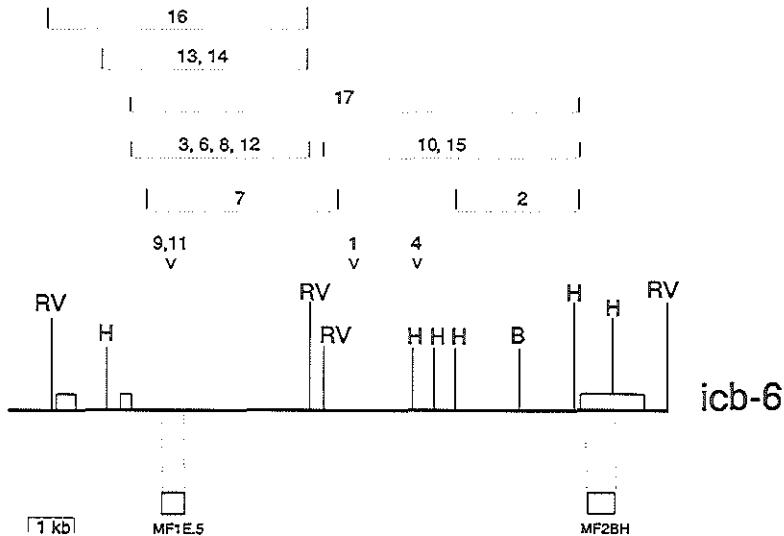 16
13, 14
17
3, 6, 8, 12 10, 15
7 2
9,11 1 4
v v v
RV H RV RV H H H B H H RV
icb-6
1 kb MF1E.5 MF2BH